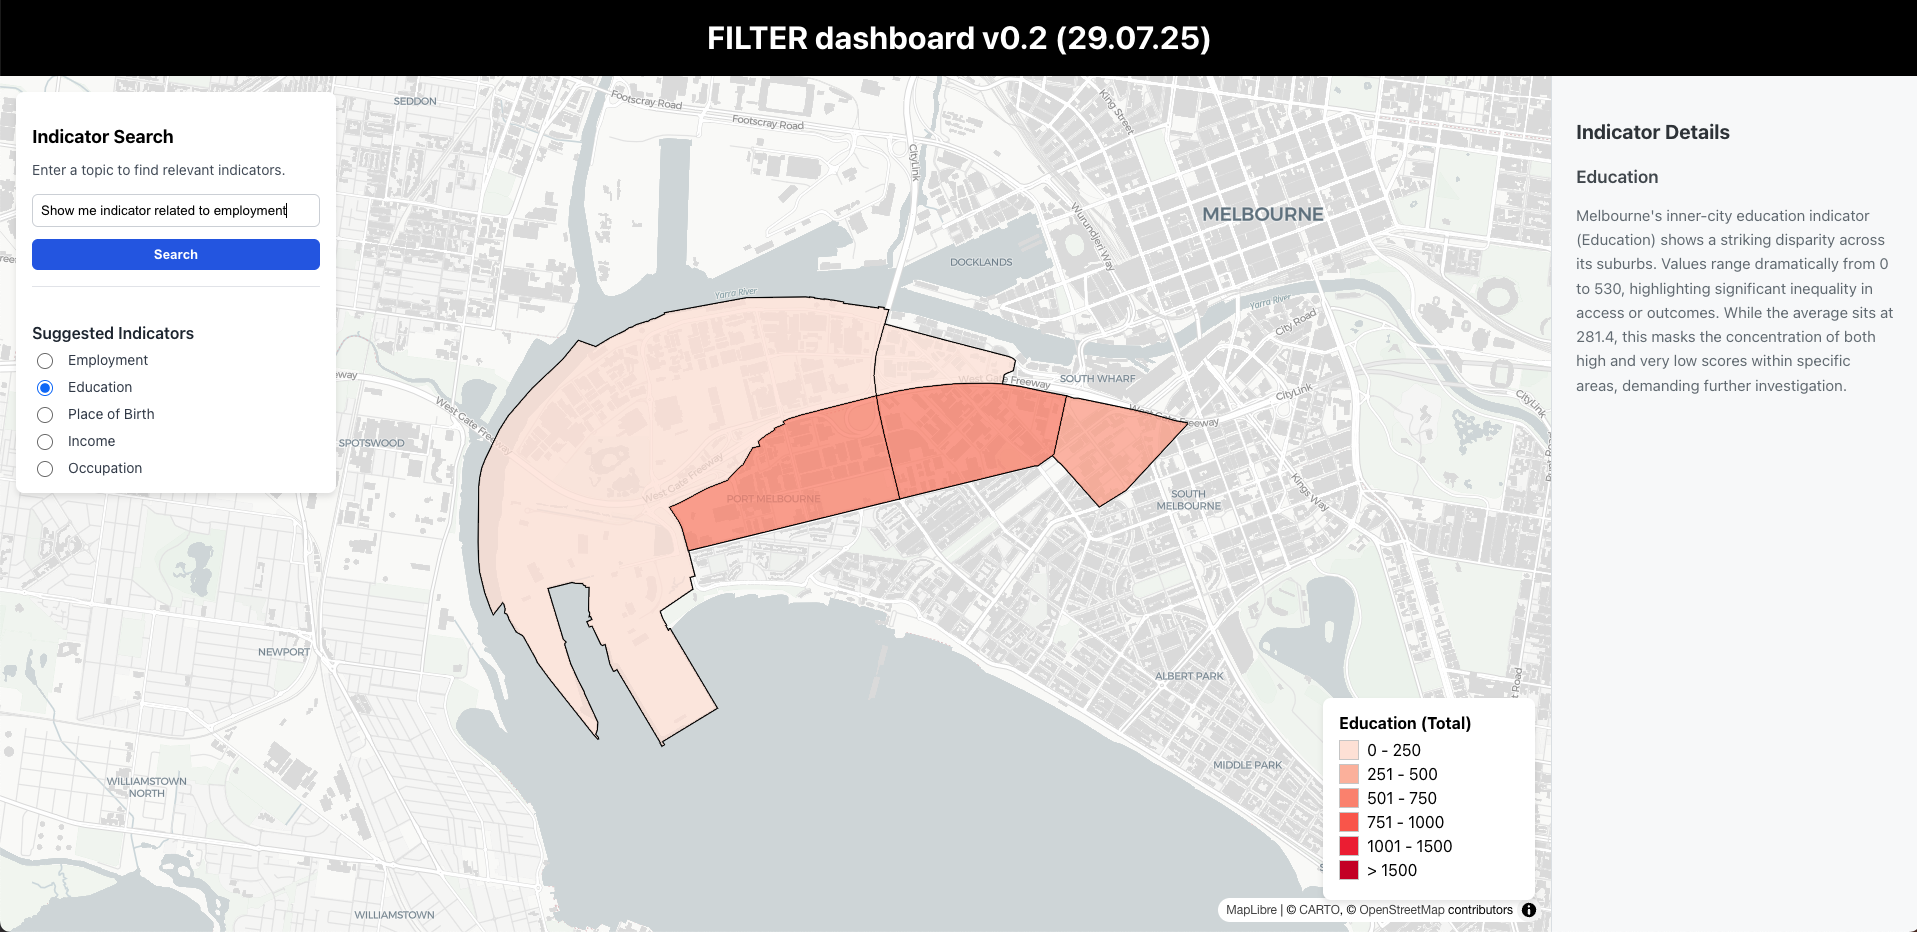 FILTER dashboard v0.2 (29.07.25)
Indicator Search
Enter a topic to find relevant indicators.
Show me indicator related to employment
Search
Suggested Indicators
Employment
Education
Place of Birth
Income
Occupation
SEDDON
Footscray Road
Footscray Road
CityLink
King Street
Wurundjeri Way
MELBOURNE
DOCKLANDS
Yarra River
Yarra River
City Road
West Gate Freeway
SOUTH WHARF
CityLink
CityLink
West Gate Freeway
SPOTSWOOD
West Gate Freeway
PORT MELBOURNE
SOUTH
MELBOURNE
Kings Way
NEWPORT
ALBERT PARK
MIDDLE PARK
WILLIAMSTOWN
NORTH
WILLIAMSTOWN
Education (Total)
0 - 250
251 - 500
501 - 750
751 - 1000
1001 - 1500
> 1500
MapLibre | © CARTO, © OpenStreetMap contributors
Indicator Details
Education
Melbourne's inner-city education indicator
(Education) shows a striking disparity across
its suburbs. Values range dramatically from 0
to 530, highlighting significant inequality in
access or outcomes. While the average sits at
281.4, this masks the concentration of both
high and very low scores within specific
areas, demanding further investigation.